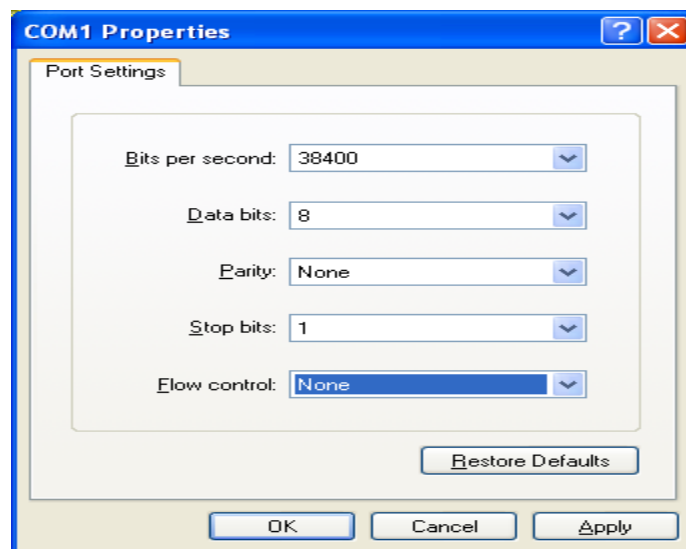 COM1 Properties
Port Settings
Bits per second: 38400
Data bits: 8
Parity: None
Stop bits: 1
Flow control: None
Restore Defaults
OK Cancel Apply